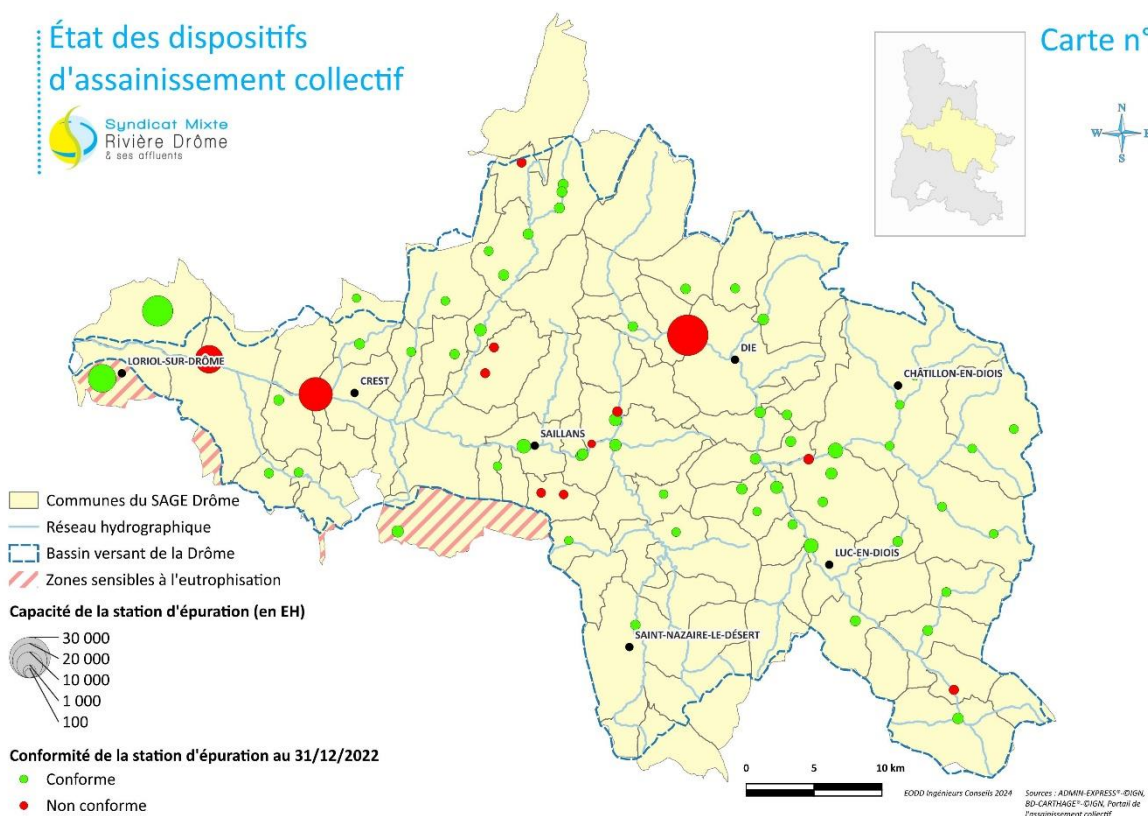 État des dispositifs
d'assainissement collectif
Carte n°
Syndicat Mixte
Rivière Drôme
& ses affluents
N
W
E
S
LORIOL-SUR-DRÔME
CREST
DIE
CHÂTILLON-EN-DIOIS
SAILLANS
LUC-EN-DIOIS
SAINT-NAZAIRE-LE-DÉSERT
Communes du SAGE Drôme
Réseau hydrographique
Bassin versant de la Drôme
Zones sensibles à l'eutrophisation
Capacité de la station d'épuration (en EH)
30 000
20 000
10 000
1 000
100
Conformité de la station d'épuration au 31/12/2022
Conforme
Non conforme
0 5 10 km
EODD Ingénieurs Conseils 2024
Sources : ADMIN-EXPRESS®-©IGN,
BD-CARTHAGE®-©IGN, Portail de
l'assainissement collectif